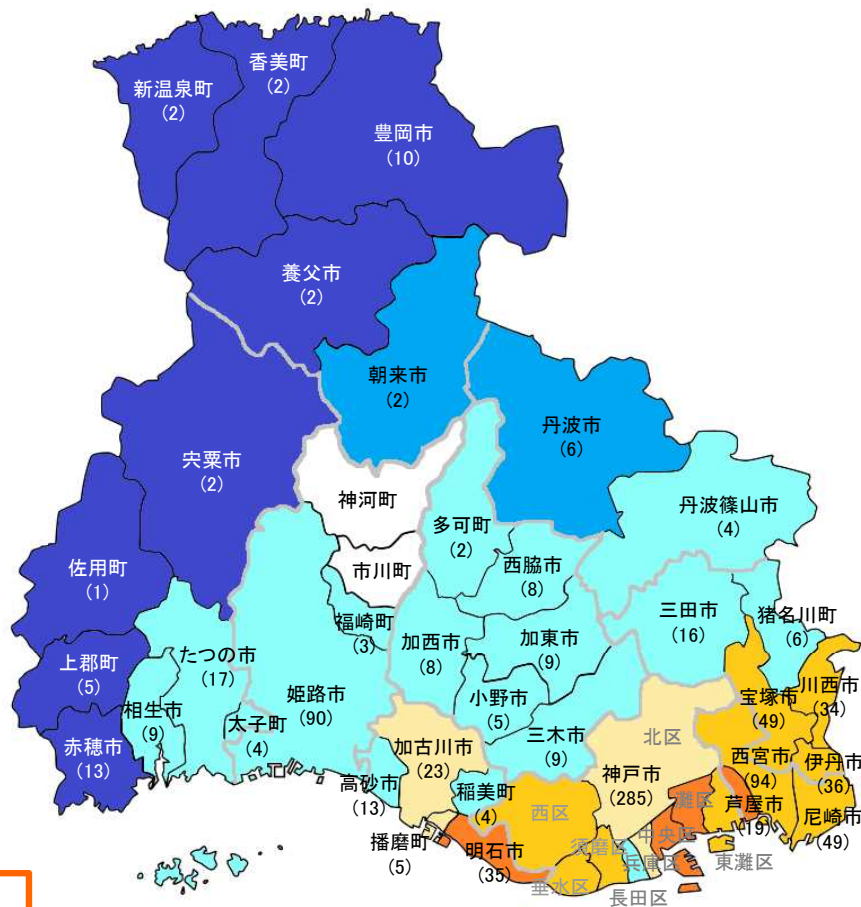 香美町
(2)
新温泉町
(2)
豊岡市
(10)
養父市
(2)
朝来市
(2)
丹波市
(6)
宍粟市
(2)
神河町
多可町
(2)
丹波篠山市
(4)
佐用町
(1)
市川町
西脇市
(8)
福崎町
(3)
加西市
(8)
加東市
(9)
三田市
(16)
猪名川町
(6)
上郡町
(5)
たつの市
(17)
相生市
(9)
太子町
(4)
姫路市
(90)
小野市
(5)
三木市
(9)
宝塚市
(49)
川西市
(34)
赤穂市
(13)
加古川市
(23)
北区
神戸市
(285)
西宮市
(94)
伊丹市
(36)
高砂市
(13)
稲美町
(4)
西区
灘区
芦屋市
(19)
尼崎市
(49)
播磨町
(5)
明石市
(35)
須磨区
中央区
兵庫区
東灘区
垂水区
長田区